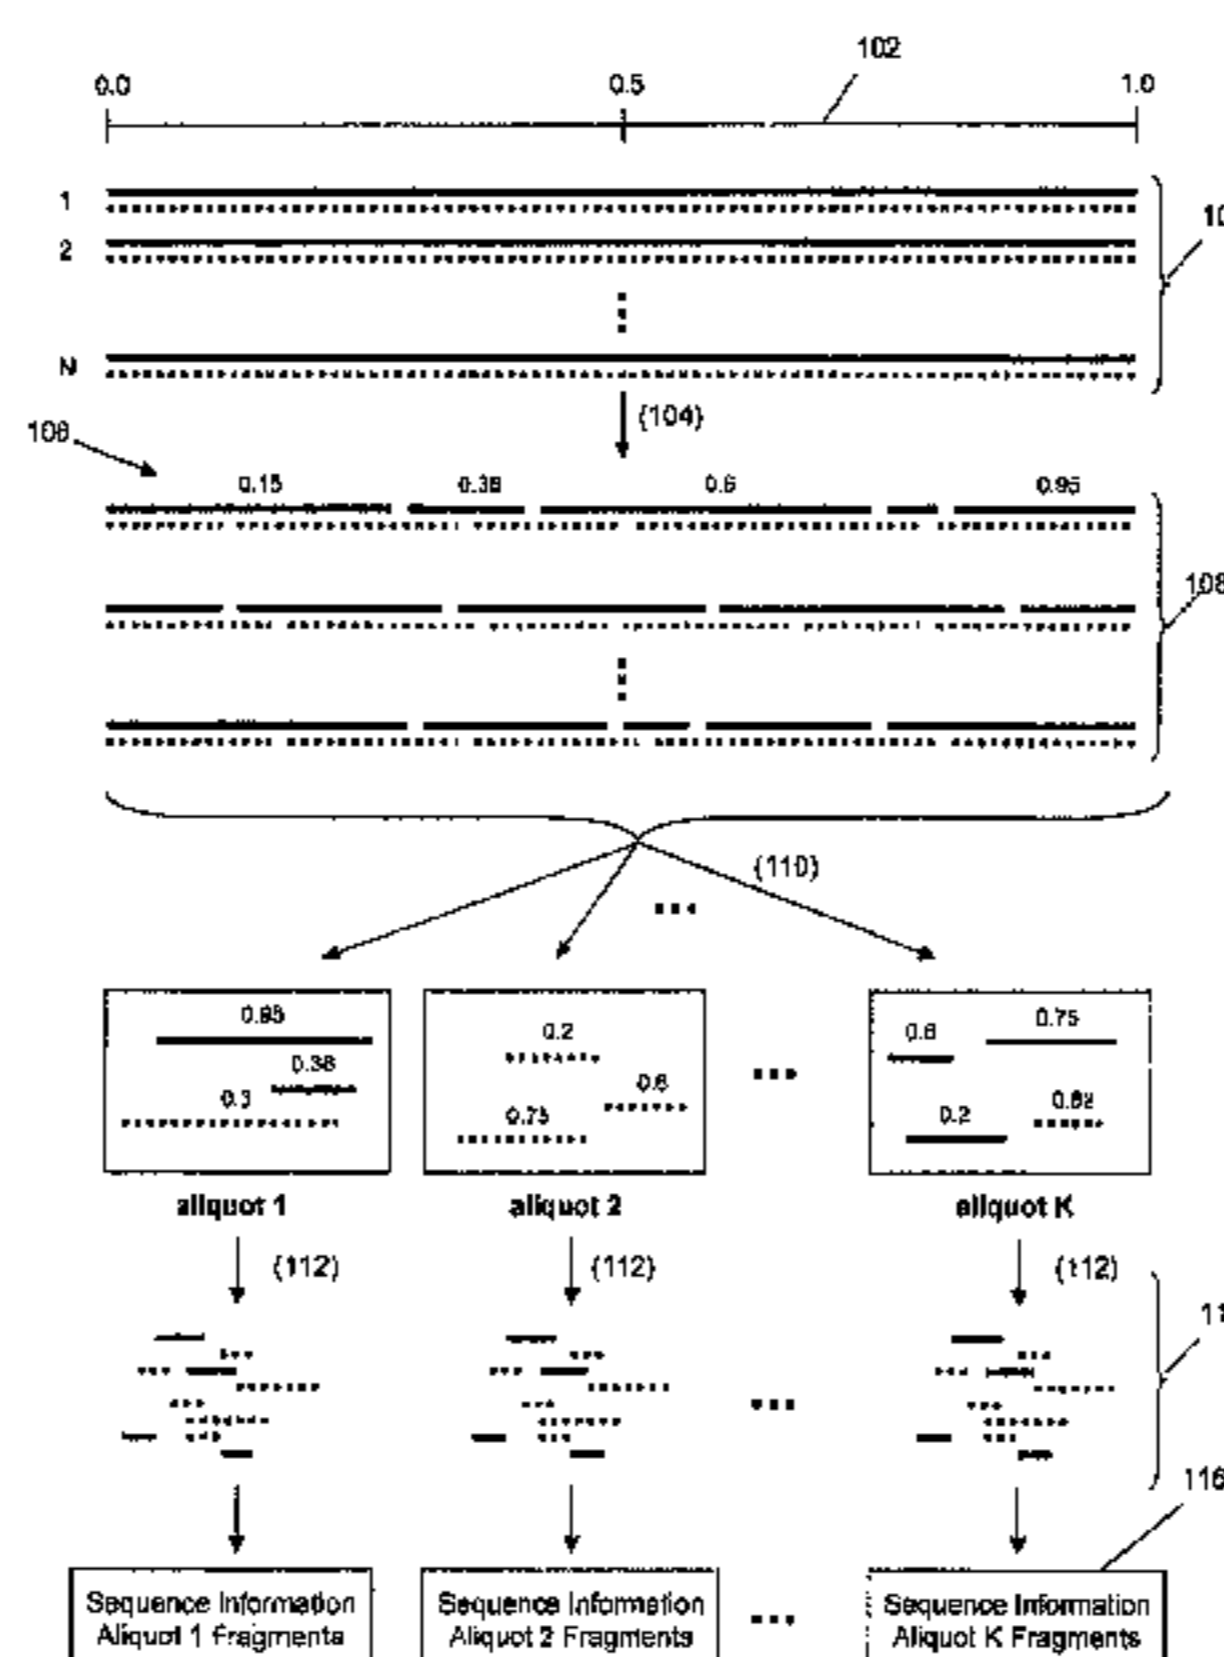 102
0.0 0.5 1.0
1
2
N
(104)
106
0.15 0.38 0.6 0.95
108
(110)
0.95
0.38
0.3
0.2
0.6
0.75
0.6 0.75
0.2 0.62
aliquot 1 aliquot 2 aliquot K
(112) (112) (112)
116
Sequence Information Sequence Information Sequence Information
Aliquot 1 Fragments Aliquot 2 Fragments Aliquot K Fragments